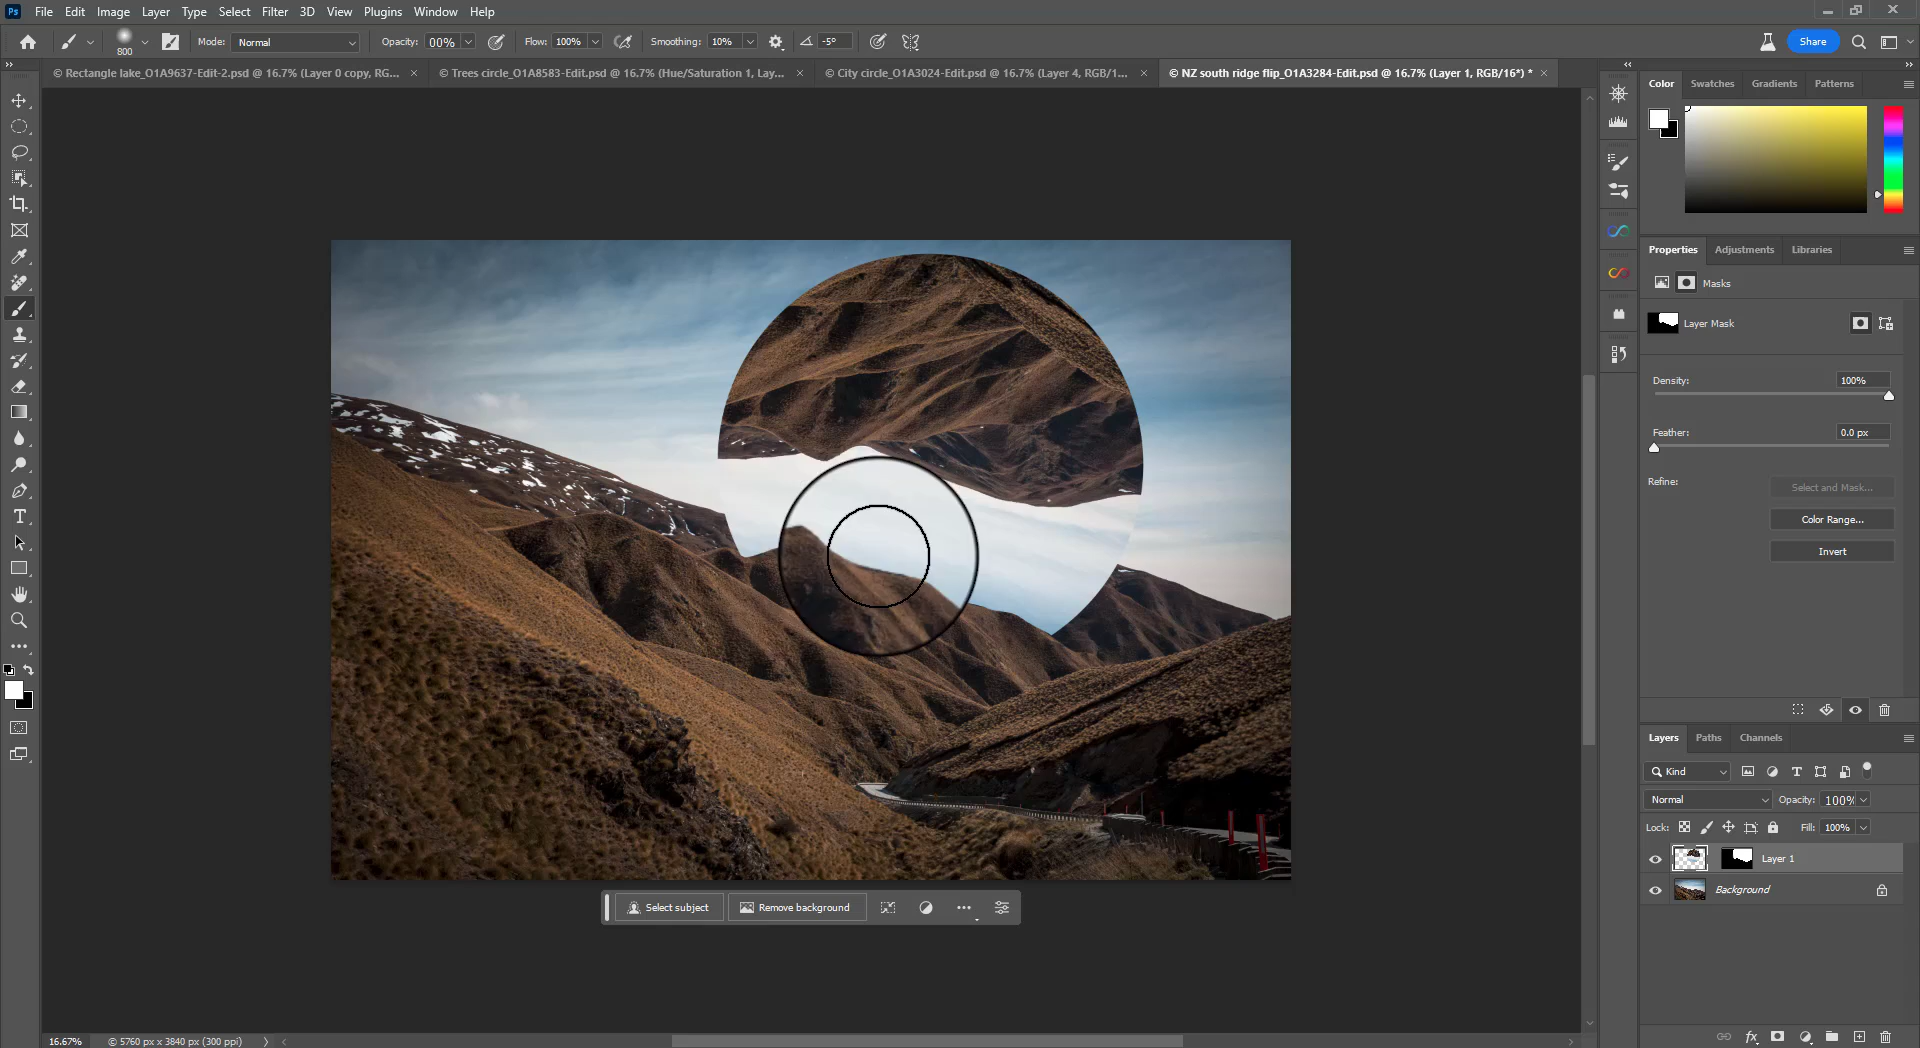 Ps File Edit Image Layer Type Select Filter 3D View Plugins Window Help
800 Mode: Normal Opacity: 00% Flow: 100% Smoothing: 10% -5° Share
© Rectangle lake_O1A9637-Edit-2.psd @ 16.7% (Layer 0 copy, RG... × © Trees circle_O1A8583-Edit.psd @ 16.7% (Hue/Saturation 1, Lay... × © City circle_O1A3024-Edit.psd @ 16.7% (Layer 4, RGB/1... × © NZ south ridge flip_O1A3284-Edit.psd @ 16.7% (Layer 1, RGB/16*) * ×
Color Swatches Gradients Patterns
Properties Adjustments Libraries
Masks
Layer Mask
Density: 100%
Feather: 0.0 px
Refine: Select and Mask...
Color Range...
Invert
Layers Paths Channels
Kind
Normal Opacity: 100%
Lock: Fill: 100%
Layer 1
Background
Select subject Remove background
16.67% © 5760 px x 3840 px (300 ppi)